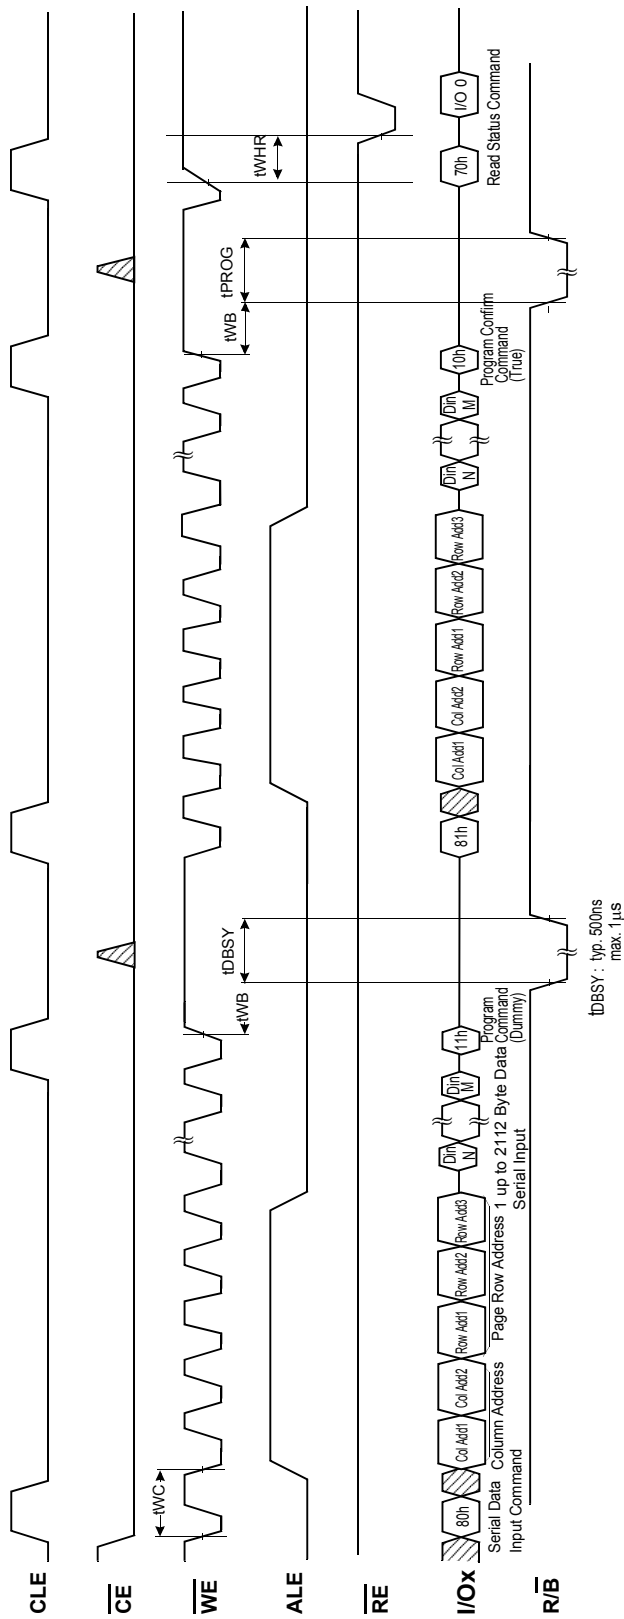 CLE
CE
WE
tWC
tWB
tDBSY
tWB
tPROG
tWHR
ALE
RE
I/Ox
80h
Col Add1
Col Add2
Row Add1
Row Add2
Row Add3
Din
N
Din
M
11h
81h
Col Add1
Col Add2
Row Add1
Row Add2
Row Add3
Din
N
Din
M
10h
70h
I/O 0
Serial Data
Input Command
Column Address
Page Row Address
1 up to 2112 Byte Data
Serial Input
Program
Command
(Dummy)
Program Confirm
Command
(True)
Read Status Command
R/B
tDBSY : typ. 500ns
max. 1μs